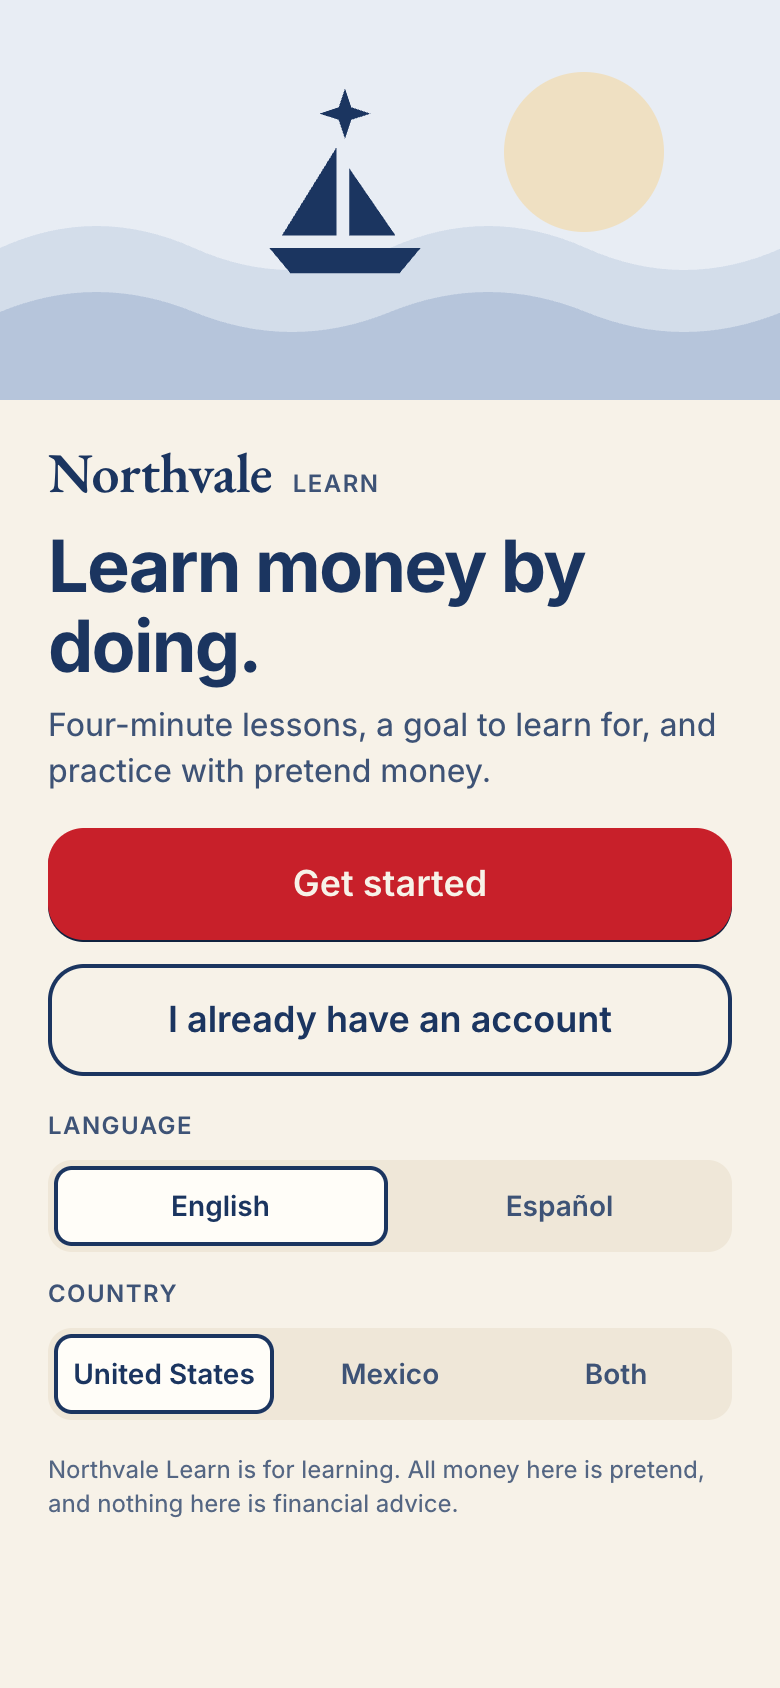 Northvale LEARN
Learn money by
doing.
Four-minute lessons, a goal to learn for, and
practice with pretend money.
Get started
I already have an account
LANGUAGE
English Español
COUNTRY
United States Mexico Both
Northvale Learn is for learning. All money here is pretend,
and nothing here is financial advice.